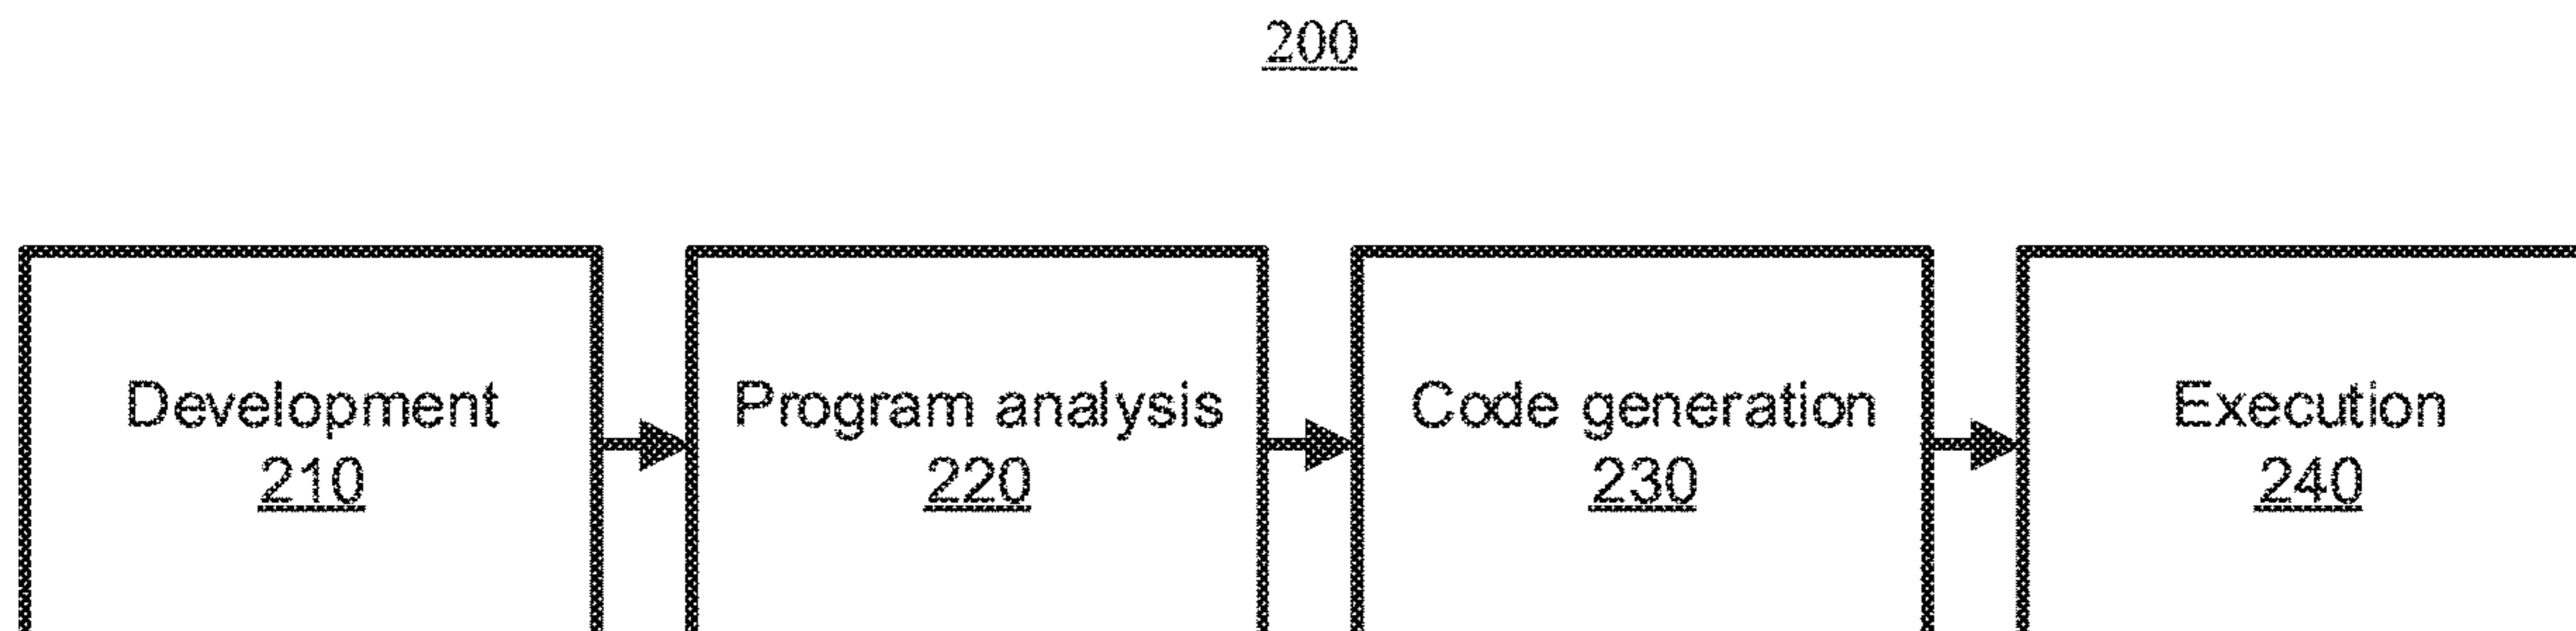 200
Development
210
Program analysis
220
Code generation
230
Execution
240